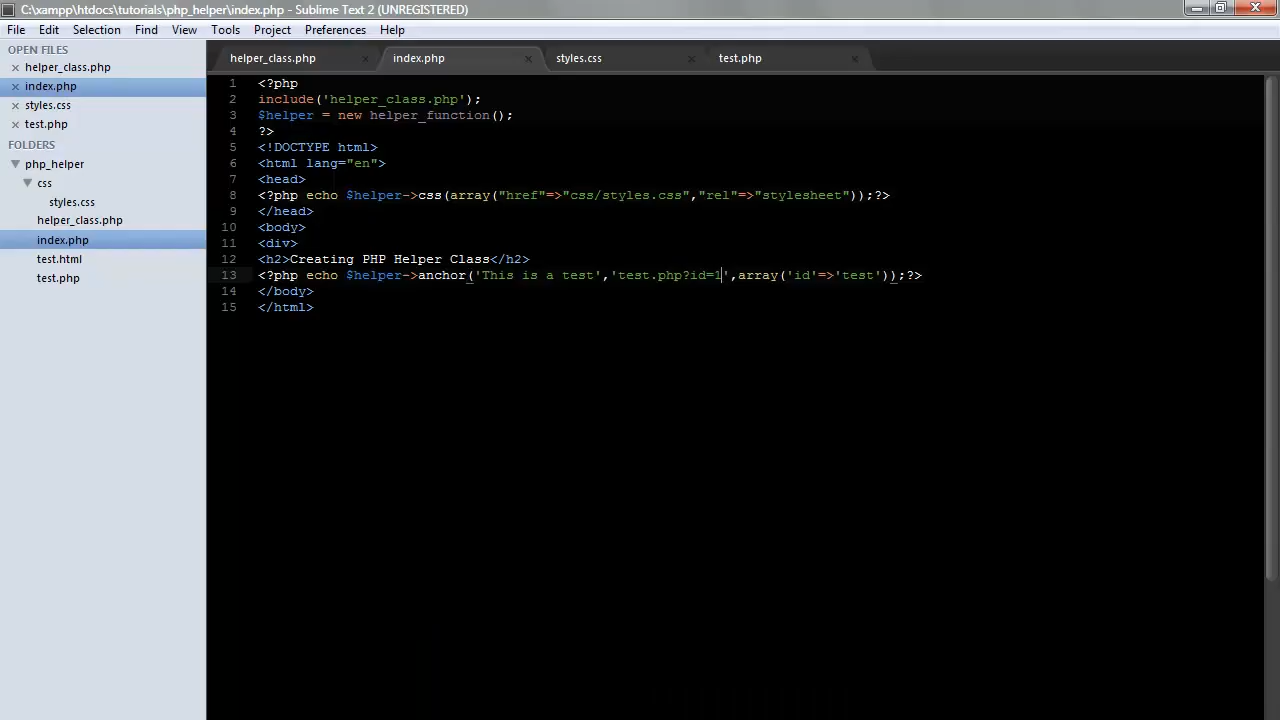 C:\xampp\htdocs\tutorials\php_helper\index.php - Sublime Text 2 (UNREGISTERED)
File Edit Selection Find View Tools Project Preferences Help
OPEN FILES
× helper_class.php
× index.php
× styles.css
× test.php
FOLDERS
php_helper
css
styles.css
helper_class.php
index.php
test.html
test.php
helper_class.php × index.php × styles.css × test.php ×
1 <?php
2 include('helper_class.php');
3 $helper = new helper_function();
4 ?>
5 <!DOCTYPE html>
6 <html lang="en">
7 <head>
8 <?php echo $helper->css(array("href"=>"css/styles.css","rel"=>"stylesheet"));?>
9 </head>
10 <body>
11 <div>
12 <h2>Creating PHP Helper Class</h2>
13 <?php echo $helper->anchor('This is a test','test.php?id=1',array('id'=>'test'));?>
14 </body>
15 </html>